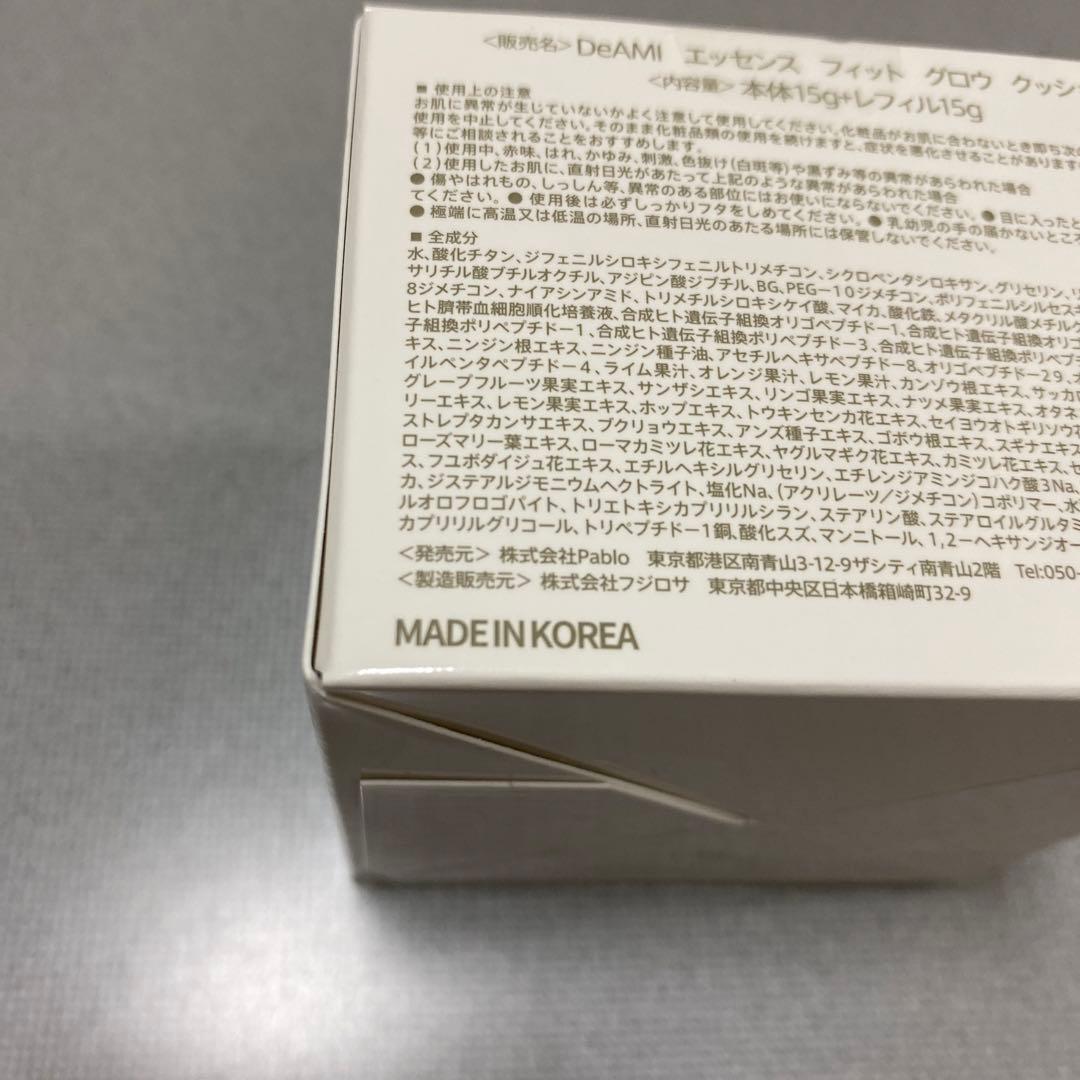 <販売名> DeAMI エッセンス フィット グロウ クッシ
<内容量> 本体15g+レフィル15g
■ 使用上の注意
お肌に異常が生じていないかよく注意して使用してください。化粧品がお肌に合わないとき即ち次の
使用を中止してください。そのまま化粧品類の使用を続けますと、症状を悪化させることがあります
等にご相談されることをおすすめします。
(1)使用中、赤味、はれ、かゆみ、刺激、色抜け(白斑等)や黒ずみ等の異常があらわれた場合
(2)使用したお肌に、直射日光があたって上記のような異常があらわれた場合
● 傷やはれもの、しっしん等、異常のある部位にはお使いにならないでください。● 目に入ったと
てください。● 使用後は必ずしっかりフタをしめてください。● 乳幼児の手の届かないところ
● 極端に高温又は低温の場所、直射日光のあたる場所には保管しないでください。
■ 全成分
水、酸化チタン、ジフェニルシロキシフェニルトリメチコン、シクロペンタシロキサン、グリセリン、
サリチル酸ブチルオクチル、アジピン酸ジブチル、BG、PEG-10ジメチコン、ポリフェニルシルセスキ
8ジメチコン、ナイアシンアミド、トリメチルシロキシケイ酸、マイカ、酸化鉄、メタクリル酸メチルク
ヒト臍帯血細胞順化培養液、合成ヒト遺伝子組換オリゴペプチド-1、合成ヒト遺伝子組換オリゴ
子組換ポリペプチド-1、合成ヒト遺伝子組換ポリペプチド-3、合成ヒト遺伝子組換ポリペプ
キス、ニンジン根エキス、ニンジン種子油、アセチルヘキサペプチド-8、オリゴペプチド-29、
イルペンタペプチド-4、ライム果汁、オレンジ果汁、レモン果汁、カンゾウ根エキス、サッカロ
グレープフルーツ果実エキス、サンザシエキス、リンゴ果実エキス、ナツメ果実エキス、オタネ
リーエキス、レモン果実エキス、ホップエキス、トウキンセンカ花エキス、セイヨウオトギリソウ花
ストレプタカンサエキス、ブクリョウエキス、アンズ種子エキス、ゴボウ根エキス、スギナエキス
ローズマリー葉エキス、ローマカミツレ花エキス、ヤグルマギク花エキス、カミツレ花エキス、セ
ス、フユボダイジュ花エキス、エチルヘキシルグリセリン、エチレンジアミンジコハク酸3Na、
カ、ジステアルジモニウムヘクトライト、塩化Na、(アクリレーツ/ジメチコン)コポリマー、水
ルオロフロゴパイト、トリエトキシカプリリルシラン、ステアリン酸、ステアロイルグルタミ
カプリリルグリコール、トリペプチド-1銅、酸化スズ、マンニトール、1,2-ヘキサンジオー
<発売元> 株式会社Pablo 東京都港区南青山3-12-9ザシティ南青山2階 Tel:050-
<製造販売元> 株式会社フジロサ 東京都中央区日本橋箱崎町32-9
MADE IN KOREA